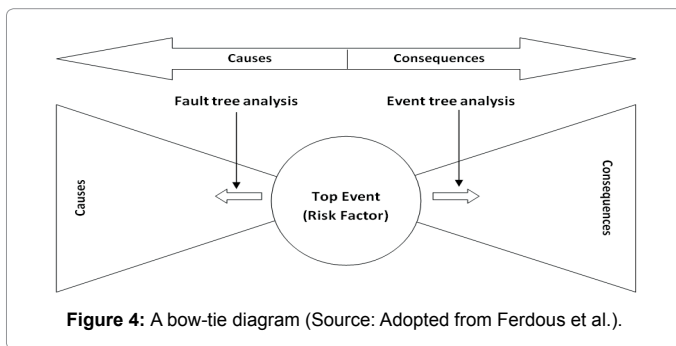 Causes Consequences
Fault tree analysis Event tree analysis
Causes
Top Event
(Risk Factor)
Consequences
Figure 4: A bow-tie diagram (Source: Adopted from Ferdous et al.).